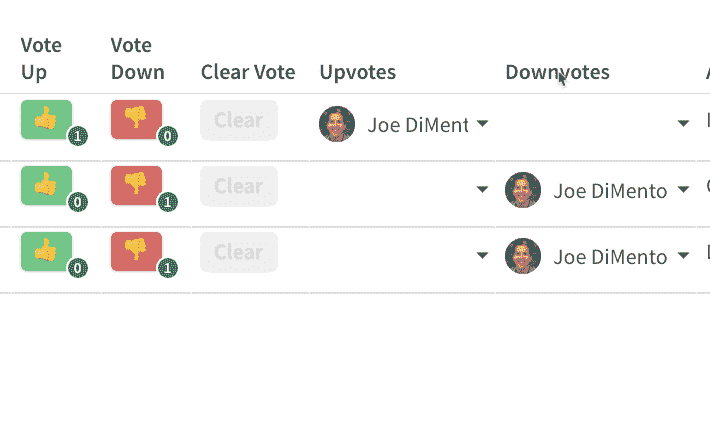 Vote Up
Vote Down
Clear Vote
Upvotes
Downvotes
1
0
Clear
Joe DiMent
0
1
Clear
Joe DiMento
0
1
Clear
Joe DiMento